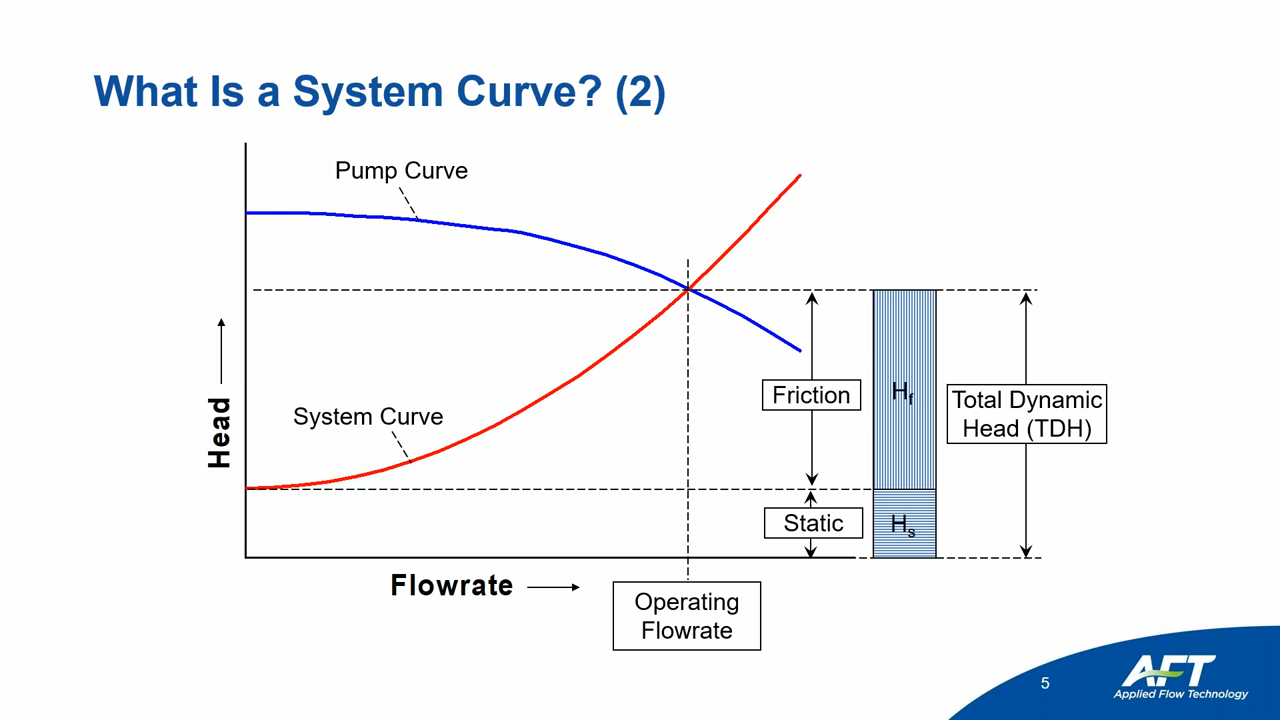 What Is a System Curve? (2)
Pump Curve
System Curve
Head
Flowrate
Operating
Flowrate
Friction
Static
Hf
Hs
Total Dynamic
Head (TDH)
5
AFT
Applied Flow Technology